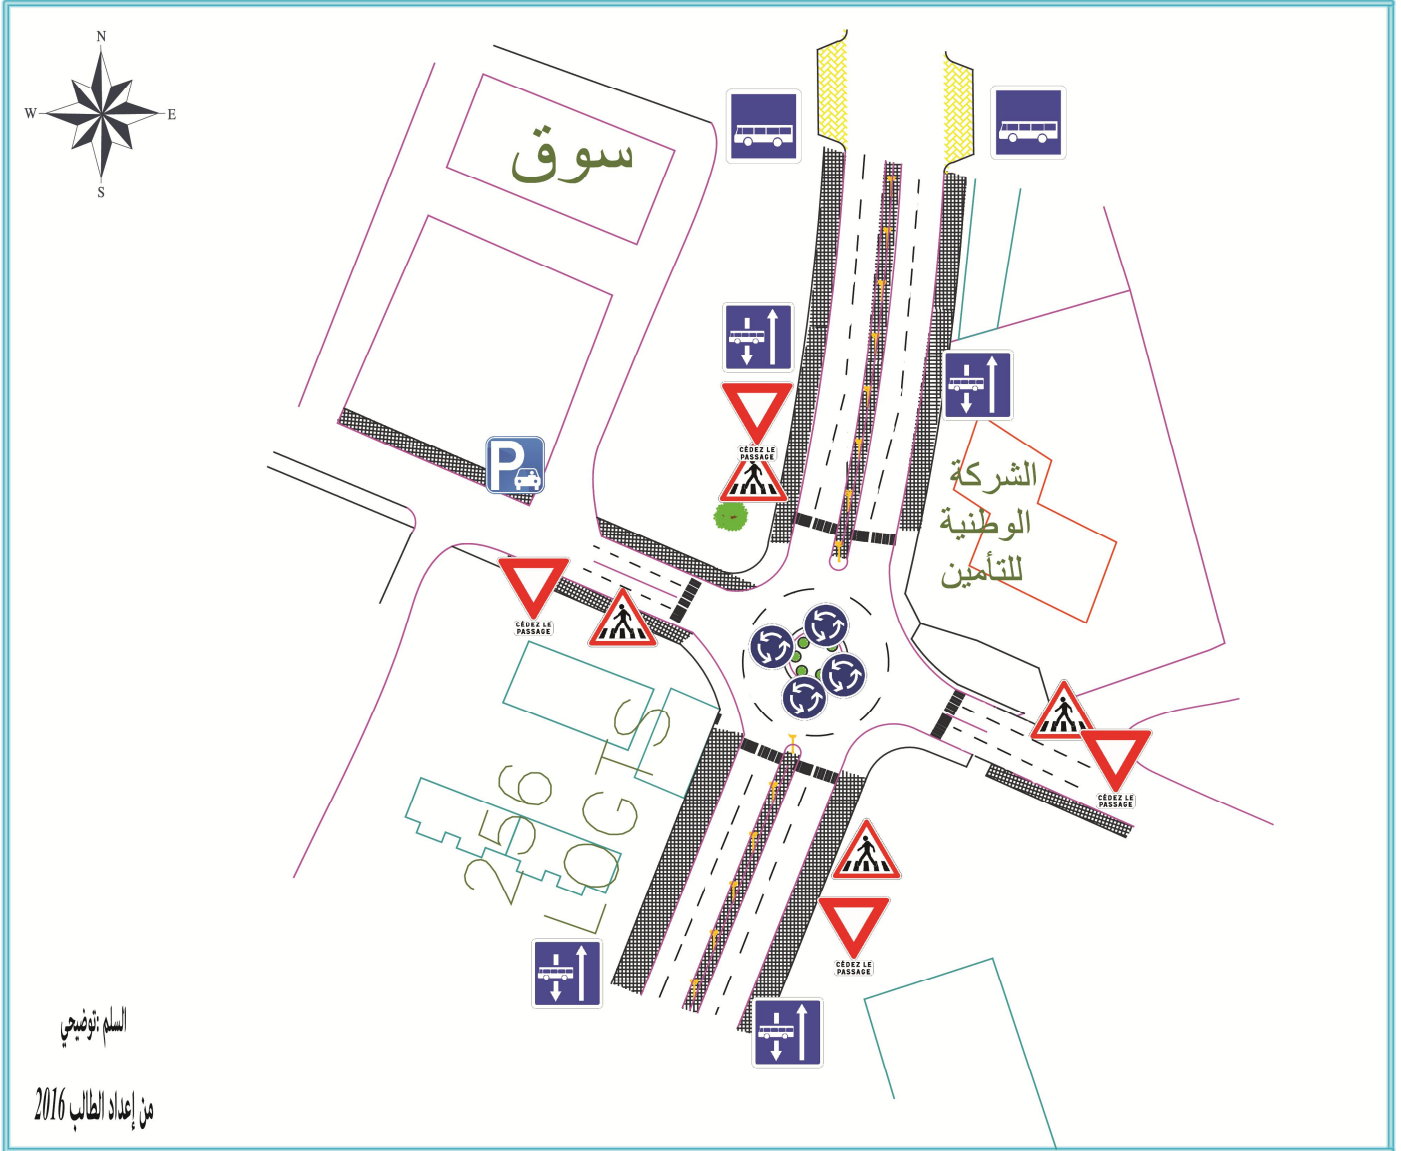 N
W
E
S
سوق
P
CÉDEZ LE
PASSAGE
الشركة
الوطنية
للتأمين
CÉDEZ LE
PASSAGE
CÉDEZ LE
PASSAGE
256
LOGTS
CÉDEZ LE
PASSAGE
السلم :توضيحي
من إعداد الطالب 2016